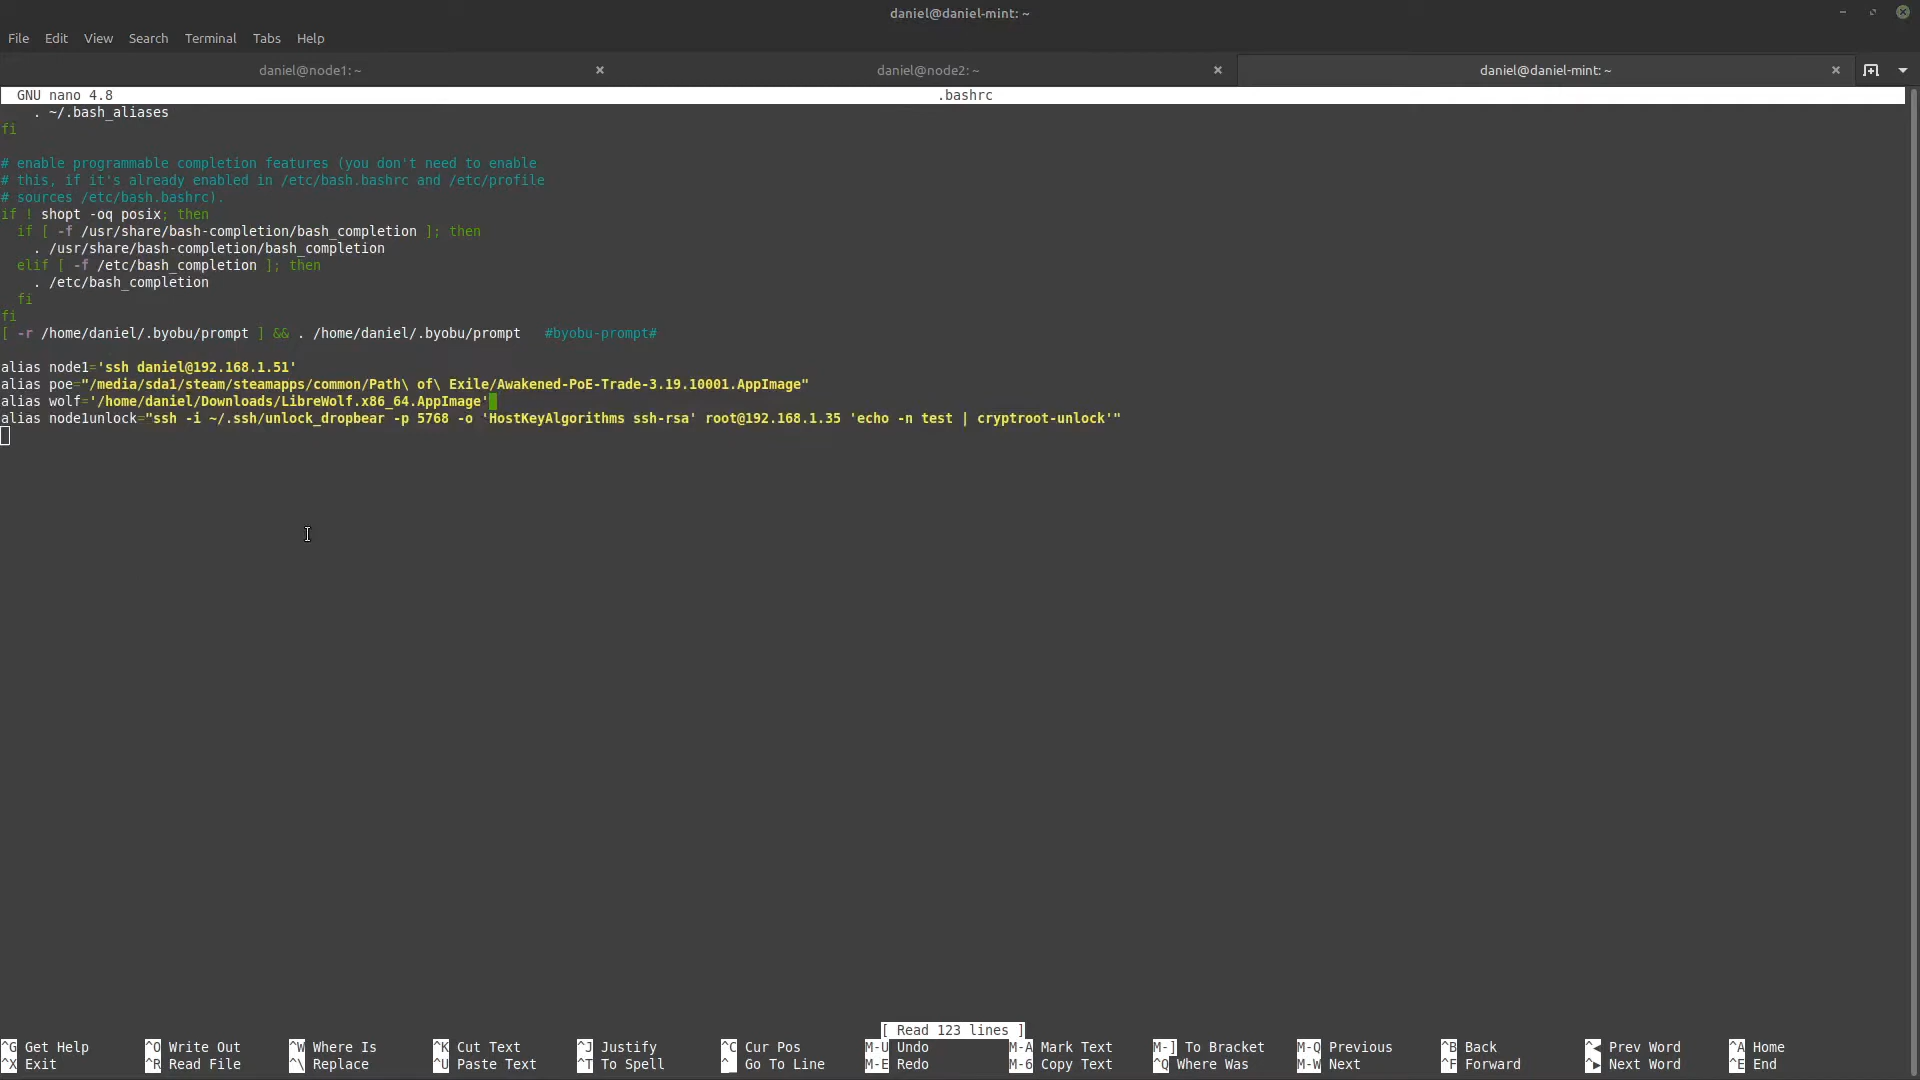 daniel@daniel-mint: ~
File Edit View Search Terminal Tabs Help
daniel@node1: ~ daniel@node2: ~ daniel@daniel-mint: ~
GNU nano 4.8 .bashrc
. ~/.bash_aliases
fi
# enable programmable completion features (you don't need to enable
# this, if it's already enabled in /etc/bash.bashrc and /etc/profile
# sources /etc/bash.bashrc).
if ! shopt -oq posix; then
if [ -f /usr/share/bash-completion/bash_completion ]; then
. /usr/share/bash-completion/bash_completion
elif [ -f /etc/bash_completion ]; then
. /etc/bash_completion
fi
fi
[ -r /home/daniel/.byobu/prompt ] && . /home/daniel/.byobu/prompt #byobu-prompt#
alias node1='ssh daniel@192.168.1.51'
alias poe="/media/sda1/steam/steamapps/common/Path\ of\ Exile/Awakened-PoE-Trade-3.19.10001.AppImage"
alias wolf='/home/daniel/Downloads/LibreWolf.x86_64.AppImage'
alias node1unlock="ssh -i ~/.ssh/unlock_dropbear -p 5768 -o 'HostKeyAlgorithms ssh-rsa' root@192.168.1.35 'echo -n test | cryptroot-unlock'"
[ Read 123 lines ]
^G Get Help ^O Write Out ^W Where Is ^K Cut Text ^J Justify ^C Cur Pos M-U Undo M-A Mark Text M-] To Bracket M-Q Previous ^B Back ^◂ Prev Word ^A Home
^X Exit ^R Read File ^\ Replace ^U Paste Text ^T To Spell ^_ Go To Line M-E Redo M-6 Copy Text ^Q Where Was M-W Next ^F Forward ^▸ Next Word ^E End